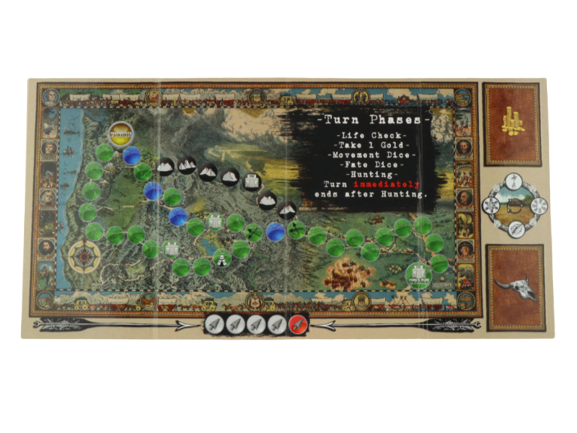 -Turn Phases-
-Life Check-
-Take 1 Gold-
-Movement Dice-
-Fate Dice-
-Hunting-
Turn immediately
ends after Hunting.